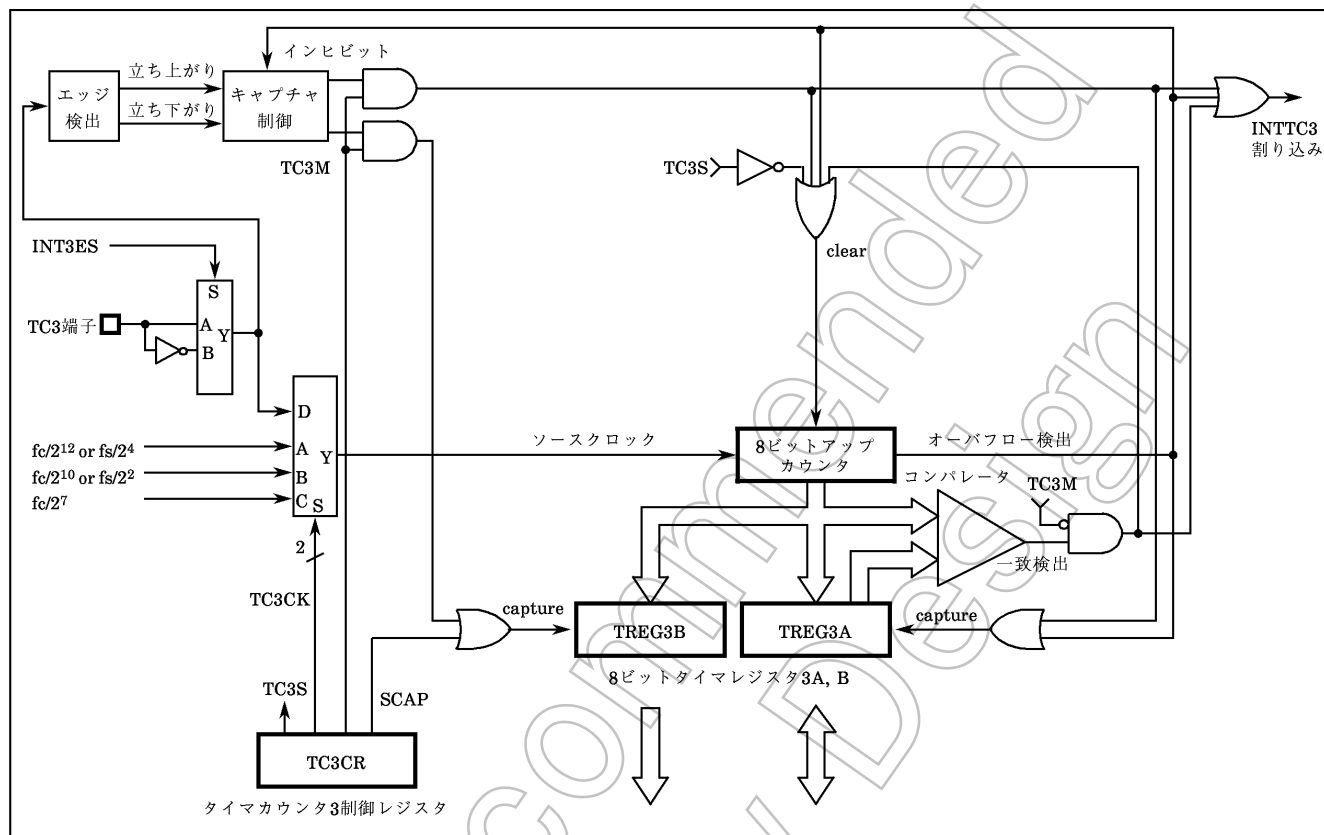 インヒビット
立ち上がり
エッジ
検出
キャプチャ
制御
立ち下がり
TC3M
INTTC3
割り込み
TC3S
clear
INT3ES
S
A
Y
B
TC3端子
D
fc/2¹² or fs/2⁴
A
Y
fc/2¹⁰ or fs/2²
B
fc/2⁷
C
S
ソースクロック
8ビットアップ
カウンタ
オーバフロー検出
コンパレータ
TC3M
一致検出
2
TC3CK
capture
TREG3B
TREG3A
capture
8ビットタイマレジスタ3A, B
TC3S
SCAP
TC3CR
タイマカウンタ3制御レジスタ
commended
Design